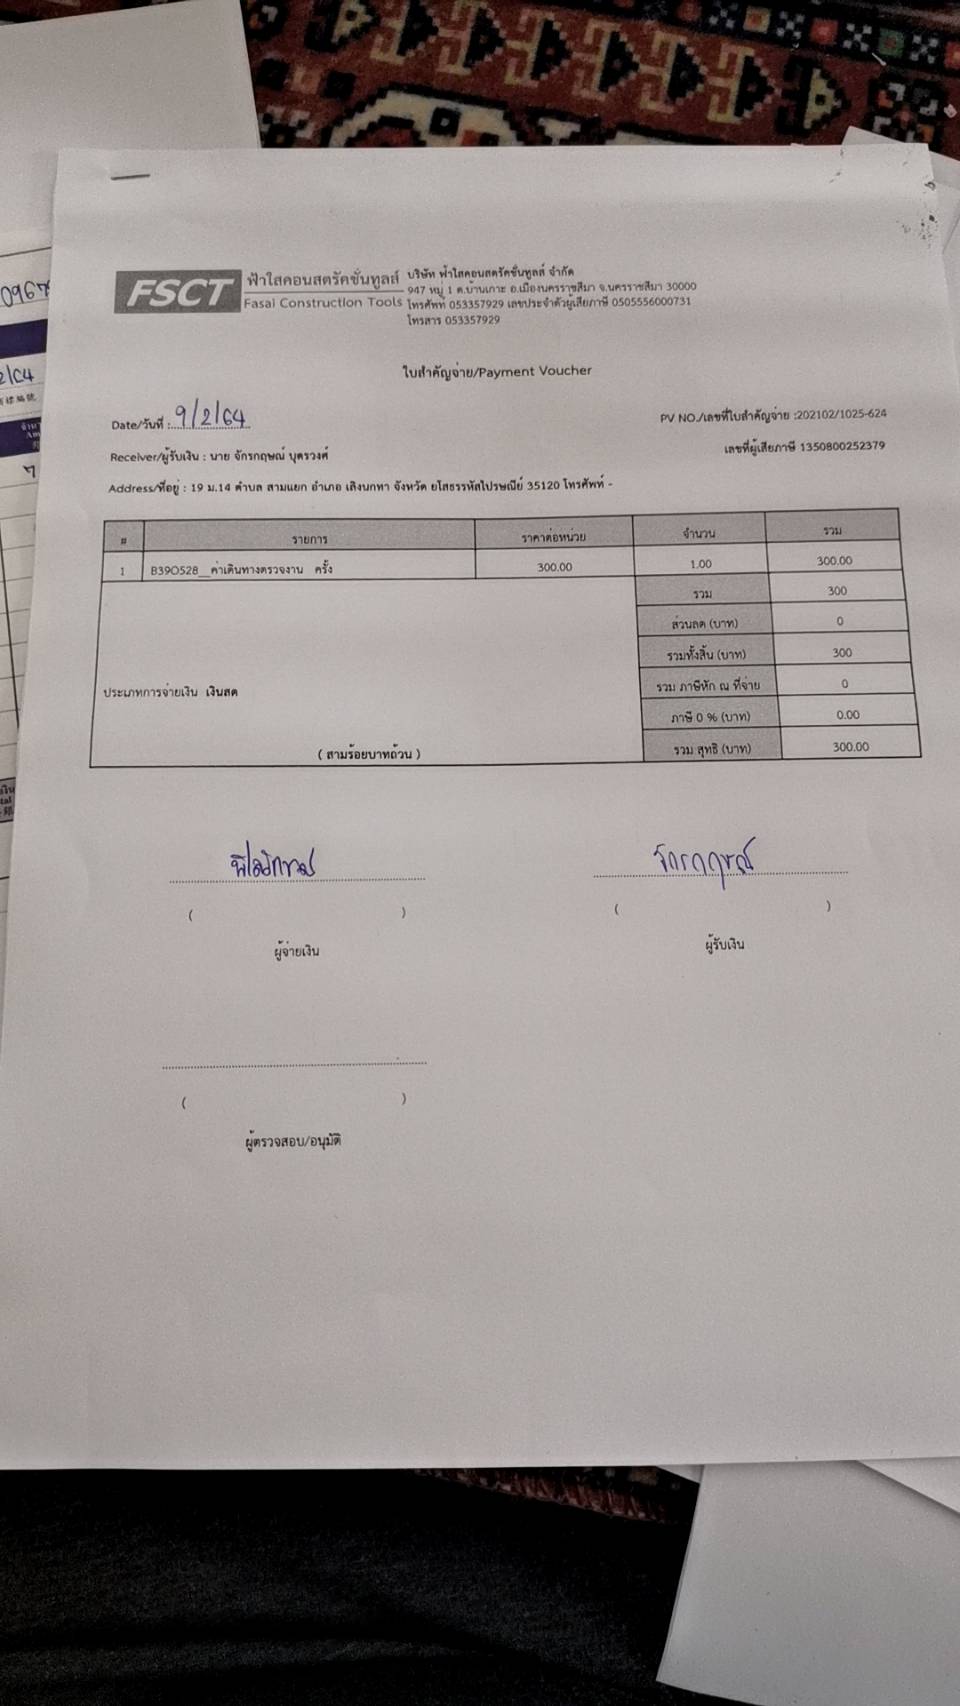 FSCT ฟ้าใสคอนสตรัคชั่นทูลส์
Fasai Construction Tools
บริษัท ฟ้าใสคอนสตรัคชั่นทูลส์ จำกัด
947 หมู่ 1 ต.บ้านเกาะ อ.เมืองนครราชสีมา จ.นครราชสีมา 30000
โทรศัพท์ 053357929 เลขประจำตัวผู้เสียภาษี 0505556000731
โทรสาร 053357929
ใบสำคัญจ่าย/Payment Voucher
Date/วันที่ : 9/2/64
PV NO./เลขที่ใบสำคัญจ่าย :202102/1025-624
Receiver/ผู้รับเงิน : นาย จักรกฤษณ์ บุตรวงศ์
เลขที่ผู้เสียภาษี 1350800252379
Address/ที่อยู่ : 19 ม.14 ตำบล สามแยก อำเภอ เลิงนกทา จังหวัด ยโสธรรหัสไปรษณีย์ 35120 โทรศัพท์ -
# รายการ ราคาต่อหน่วย จำนวน รวม
1 B390528__ค่าเดินทางตรวจงาน ครั้ง 300.00 1.00 300.00
รวม 300
ส่วนลด (บาท) 0
รวมทั้งสิ้น (บาท) 300
รวม ภาษีหัก ณ ที่จ่าย 0
ประเภทการจ่ายเงิน เงินสด
ภาษี 0 % (บาท) 0.00
( สามร้อยบาทถ้วน ) รวม สุทธิ (บาท) 300.00
จักรกฤษณ์
( ) ( )
ผู้จ่ายเงิน ผู้รับเงิน
( )
ผู้ตรวจสอบ/อนุมัติ